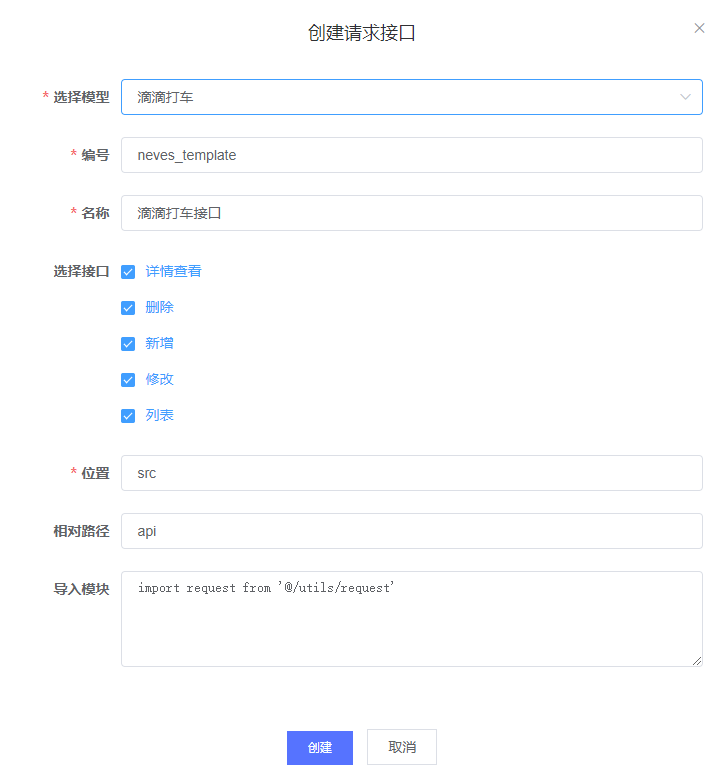 创建请求接口
* 选择模型 滴滴打车
* 编号 neves_template
* 名称 滴滴打车接口
选择接口 详情查看
删除
新增
修改
列表
* 位置 src
相对路径 api
导入模块 import request from '@/utils/request'
创建 取消